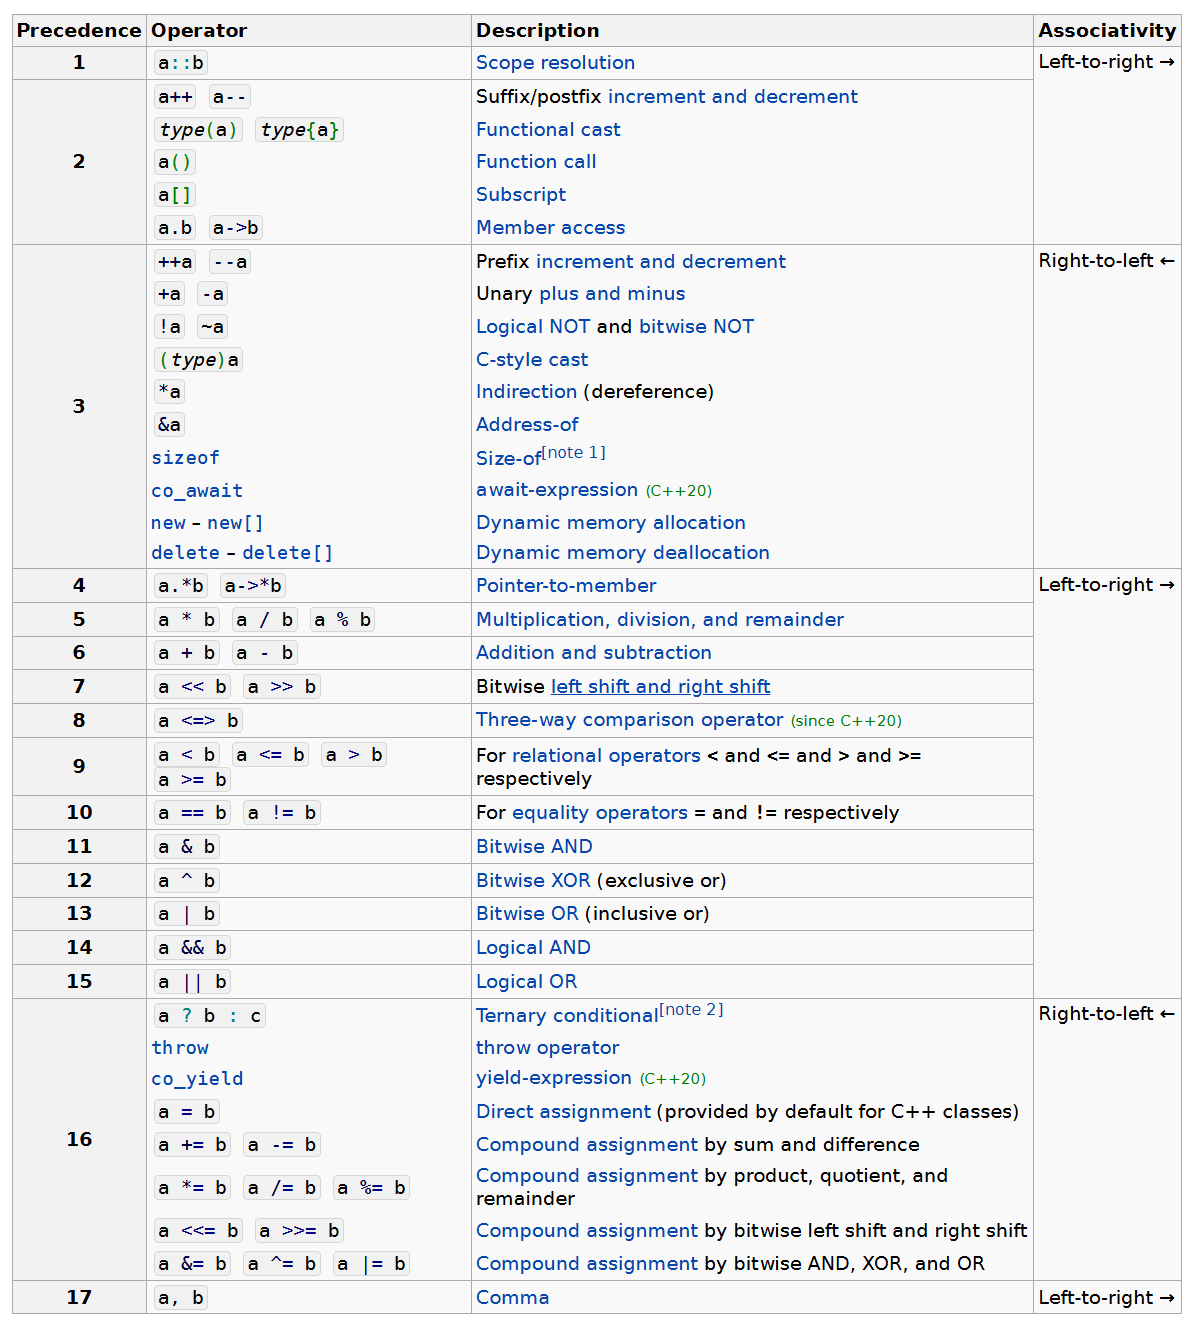 Precedence Operator Description Associativity
1 a::b Scope resolution Left-to-right →
a++ a-- Suffix/postfix increment and decrement
type(a) type{a} Functional cast
2 a() Function call
a[] Subscript
a.b a->b Member access
++a --a Prefix increment and decrement Right-to-left ←
+a -a Unary plus and minus
!a ~a Logical NOT and bitwise NOT
(type)a C-style cast
*a Indirection (dereference)
3
&a Address-of
sizeof Size-of[note 1]
co_await await-expression (C++20)
new – new[] Dynamic memory allocation
delete – delete[] Dynamic memory deallocation
4 a.*b a->*b Pointer-to-member Left-to-right →
5 a * b a / b a % b Multiplication, division, and remainder
6 a + b a - b Addition and subtraction
7 a << b a >> b Bitwise left shift and right shift
8 a <=> b Three-way comparison operator (since C++20)
9 a < b a <= b a > b For relational operators < and <= and > and >=
a >= b respectively
10 a == b a != b For equality operators = and != respectively
11 a & b Bitwise AND
12 a ^ b Bitwise XOR (exclusive or)
13 a | b Bitwise OR (inclusive or)
14 a && b Logical AND
15 a || b Logical OR
a ? b : c Ternary conditional[note 2] Right-to-left ←
throw throw operator
co_yield yield-expression (C++20)
a = b Direct assignment (provided by default for C++ classes)
16 a += b a -= b Compound assignment by sum and difference
a *= b a /= b a %= b Compound assignment by product, quotient, and
remainder
a <<= b a >>= b Compound assignment by bitwise left shift and right shift
a &= b a ^= b a |= b Compound assignment by bitwise AND, XOR, and OR
17 a, b Comma Left-to-right →